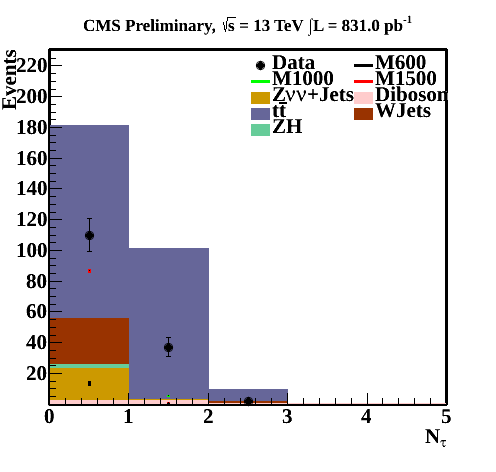 CMS Preliminary, √s = 13 TeV ∫L = 831.0 pb⁻¹
Events
Data
M600
M1000
M1500
Zνν+Jets
Diboson
tt̄
WJets
ZH
220
200
180
160
140
120
100
80
60
40
20
0 1 2 3 4 5
N_τ